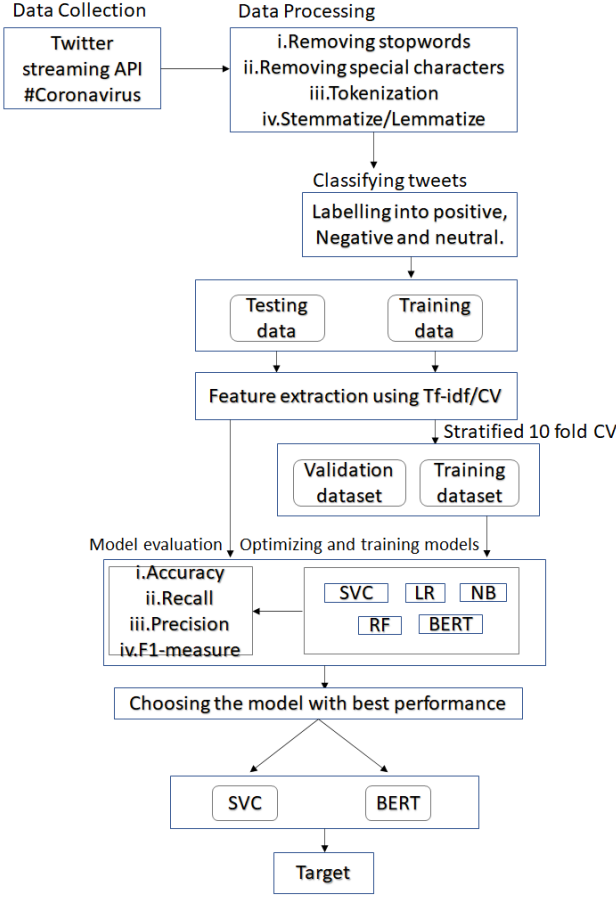 Data Collection
Data Processing
Twitter
streaming API
#Coronavirus
i.Removing stopwords
ii.Removing special characters
iii.Tokenization
iv.Stemmatize/Lemmatize
Classifying tweets
Labelling into positive,
Negative and neutral.
Testing
data
Training
data
Feature extraction using Tf-idf/CV
Stratified 10 fold CV
Validation
dataset
Training
dataset
Model evaluation
Optimizing and training models
i.Accuracy
ii.Recall
iii.Precision
iv.F1-measure
SVC
LR
NB
RF
BERT
Choosing the model with best performance
SVC
BERT
Target